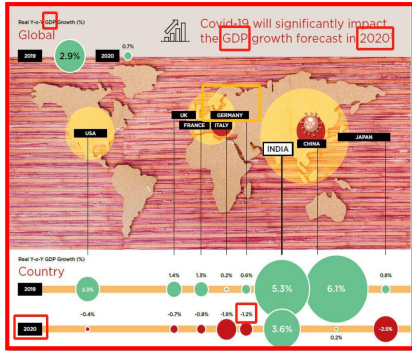 Real Y-o-Y GDP Growth (%)
Global
2019
2.9%
2020
0.7%
Covid-19 will significantly impact
the GDP growth forecast in 2020
USA
UK
GERMANY
FRANCE
ITALY
INDIA
CHINA
JAPAN
Real Y-o-Y GDP Growth (%)
Country
2019
2.3%
1.4%
1.3%
0.2%
0.6%
5.3%
6.1%
0.8%
2020
-0.4%
-0.7%
-0.8%
-1.9%
-1.2%
3.6%
0.2%
-2.5%